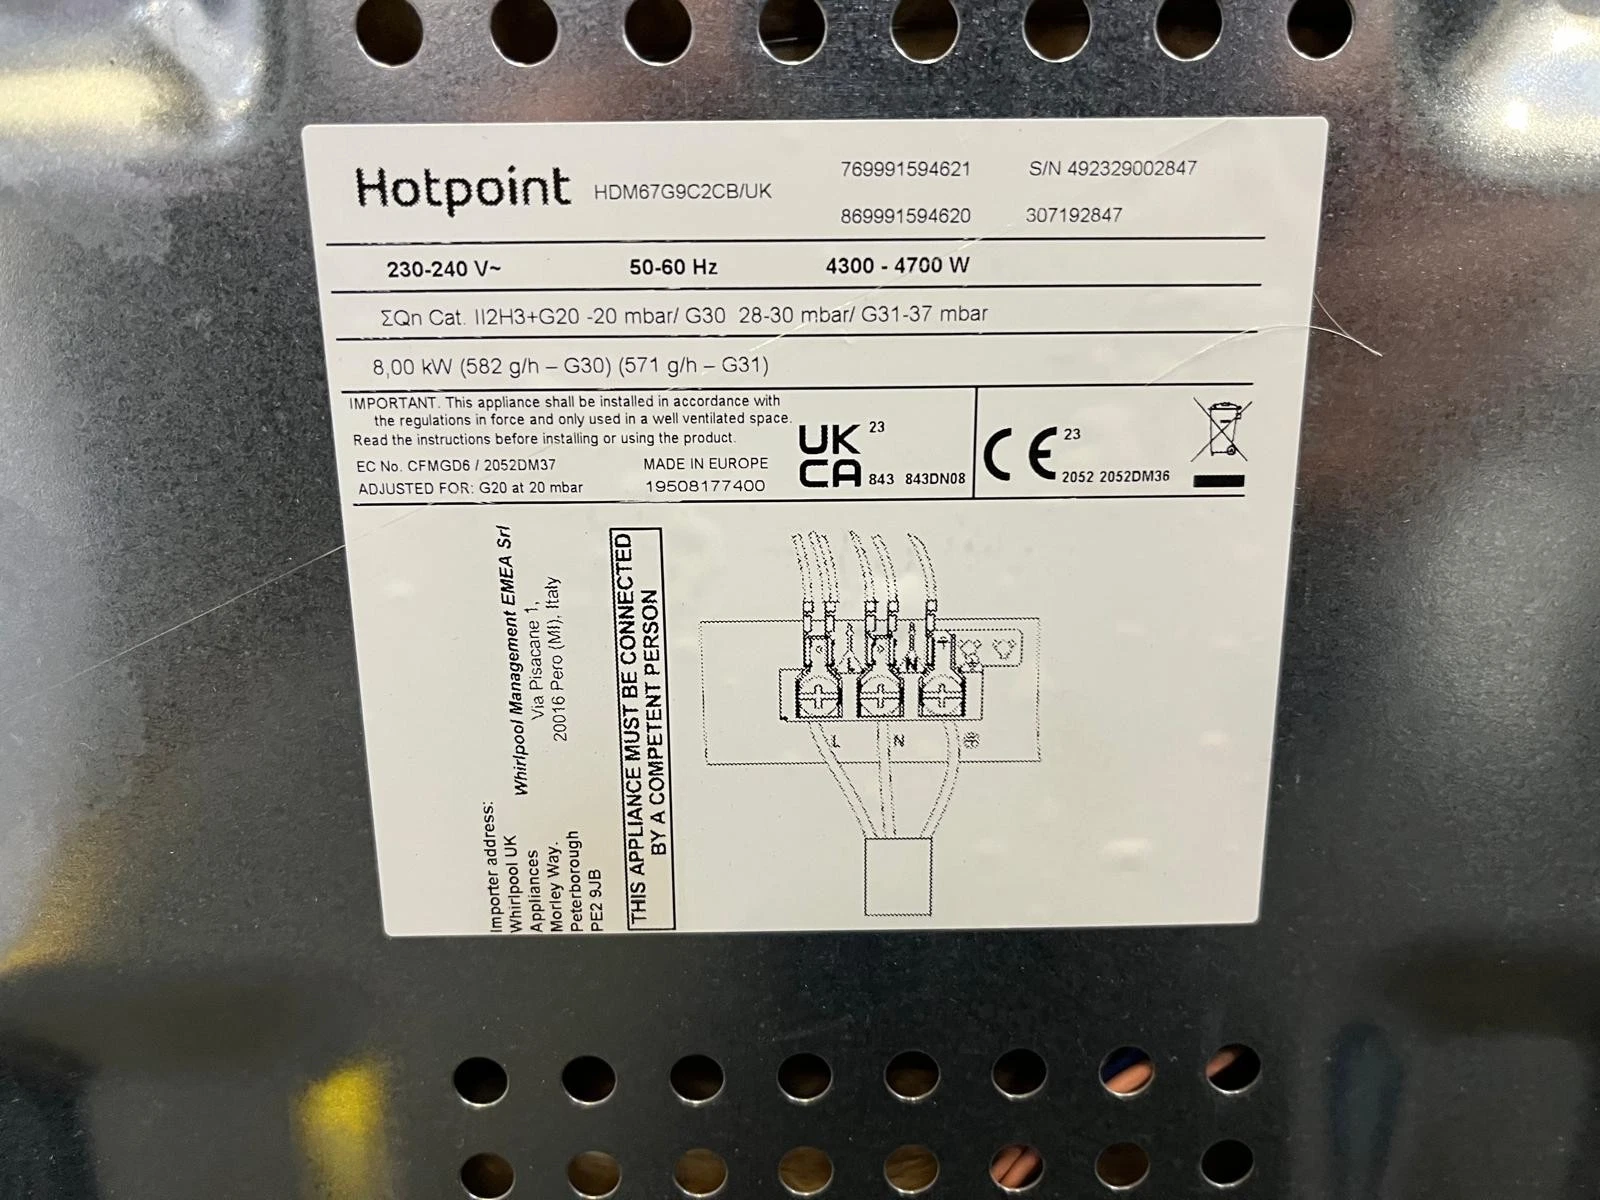 Hotpoint HDM67G9C2CB/UK 769991594621 S/N 492329002847
869991594620 307192847
230-240 V~ 50-60 Hz 4300 - 4700 W
ΣQn Cat. II2H3+G20 -20 mbar/ G30 28-30 mbar/ G31-37 mbar
8,00 kW (582 g/h – G30) (571 g/h – G31)
IMPORTANT. This appliance shall be installed in accordance with
the regulations in force and only used in a well ventilated space.
Read the instructions before installing or using the product.
EC No. CFMGD6 / 2052DM37 MADE IN EUROPE
ADJUSTED FOR: G20 at 20 mbar 19508177400
UK 23
CA 843 843DN08
CE 23
2052 2052DM36
Whirlpool Management EMEA Srl
Via Pisacane 1,
20016 Pero (MI), Italy
Importer address:
Whirlpool UK
Appliances
Morley Way.
Peterborough
PE2 9JB
THIS APPLIANCE MUST BE CONNECTED
BY A COMPETENT PERSON
L N
L N